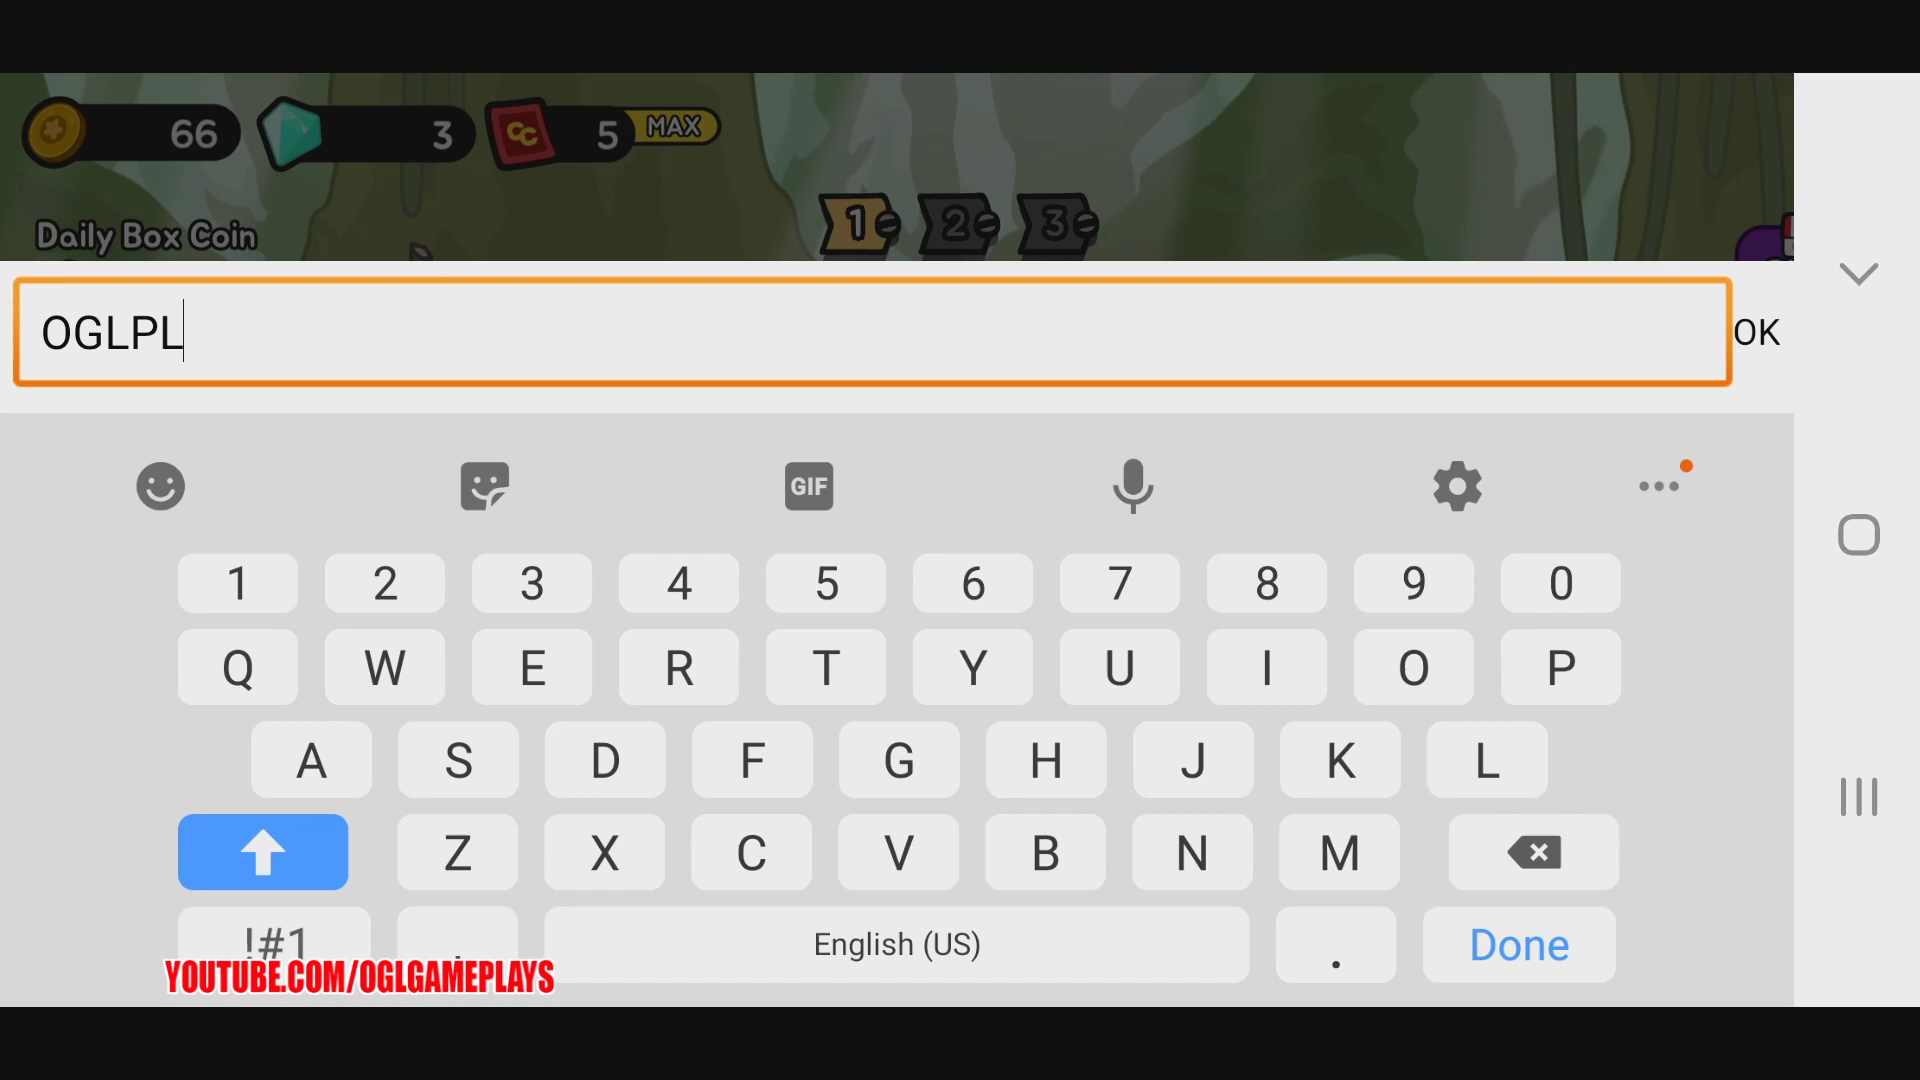 66
3
CC
5
MAX
1 2 3
Daily Box Coin
OGLPL
OK
GIF
1 2 3 4 5 6 7 8 9 0
Q W E R T Y U I O P
A S D F G H J K L
Z X C V B N M
!#1
,
English (US)
.
Done
YOUTUBE.COM/OGLGAMEPLAYS